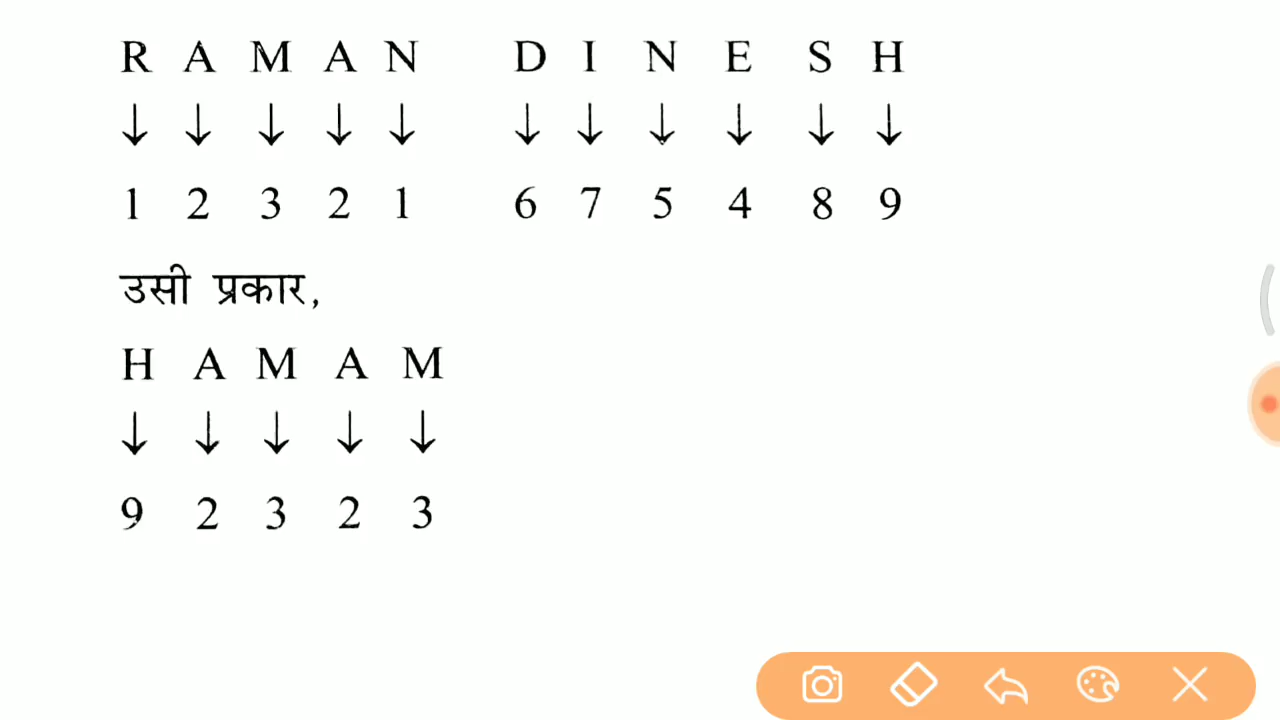 R A M A N D I N E S H
↓ ↓ ↓ ↓ ↓ ↓ ↓ ↓ ↓ ↓ ↓
1 2 3 2 1 6 7 5 4 8 9
उसी प्रकार,
H A M A M
↓ ↓ ↓ ↓ ↓
9 2 3 2 3